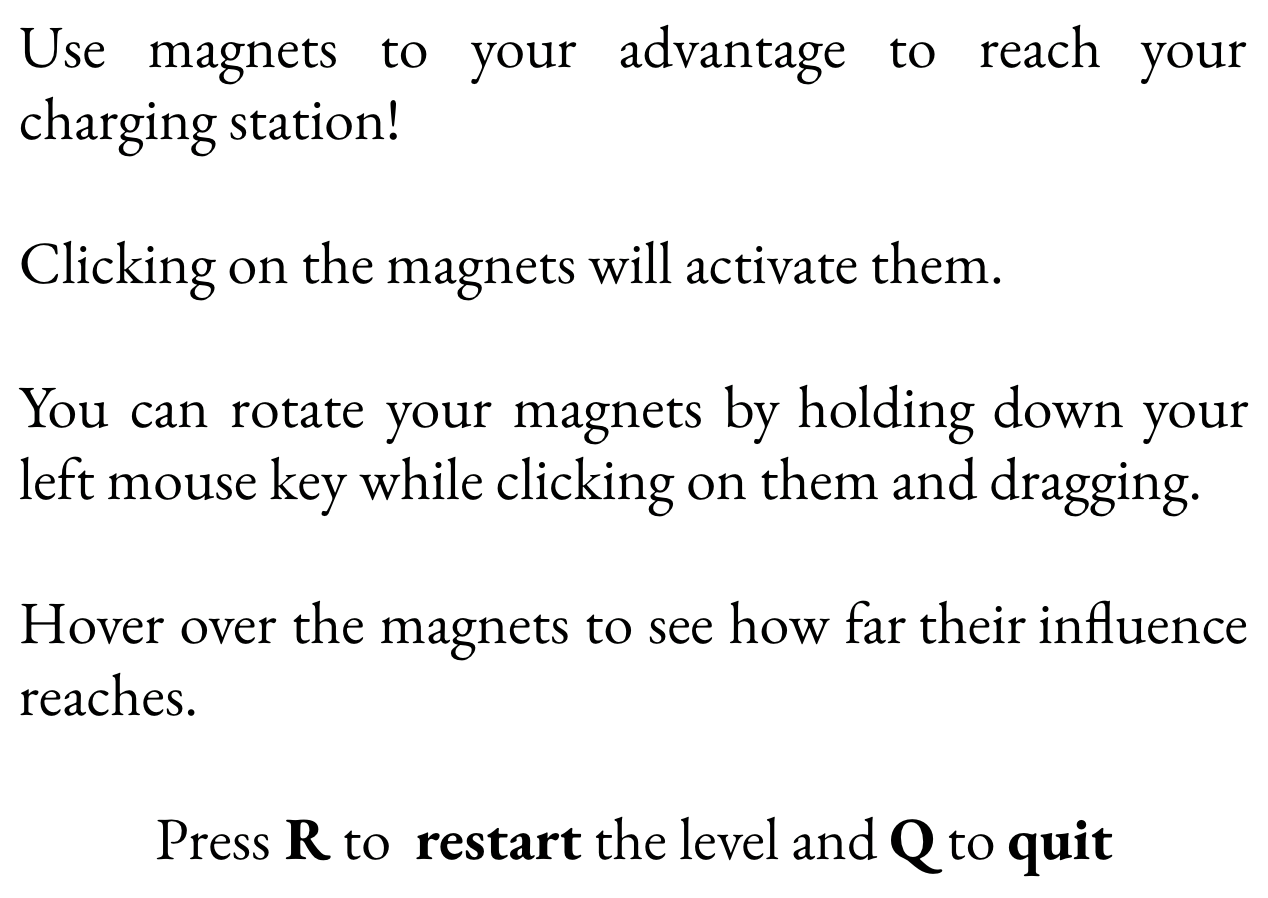 Use magnets to your advantage to reach your
charging station!
Clicking on the magnets will activate them.
You can rotate your magnets by holding down your
left mouse key while clicking on them and dragging.
Hover over the magnets to see how far their influence
reaches.
Press R to restart the level and Q to quit